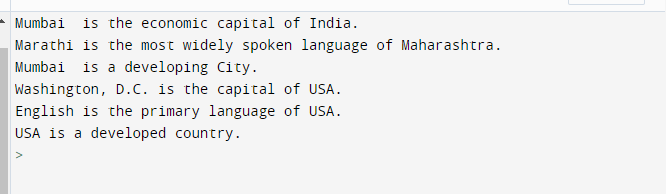 Mumbai  is the economic capital of India.
Marathi is the most widely spoken language of Maharashtra.
Mumbai  is a developing City.
Washington, D.C. is the capital of USA.
English is the primary language of USA.
USA is a developed country.
>